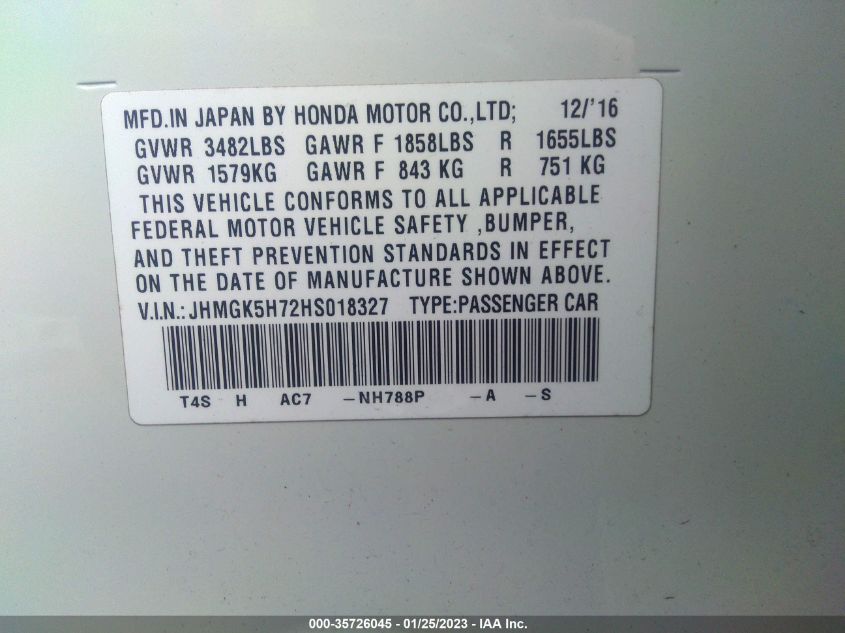 MFD.IN JAPAN BY HONDA MOTOR CO.,LTD; 12/'16
GVWR 3482LBS GAWR F 1858LBS R 1655LBS
GVWR 1579KG GAWR F 843 KG R 751 KG
THIS VEHICLE CONFORMS TO ALL APPLICABLE
FEDERAL MOTOR VEHICLE SAFETY ,BUMPER,
AND THEFT PREVENTION STANDARDS IN EFFECT
ON THE DATE OF MANUFACTURE SHOWN ABOVE.
V.I.N.:JHMGK5H72HS018327 TYPE:PASSENGER CAR
T4S H AC7 -NH788P -A -S
000-35726045 - 01/25/2023 - IAA Inc.